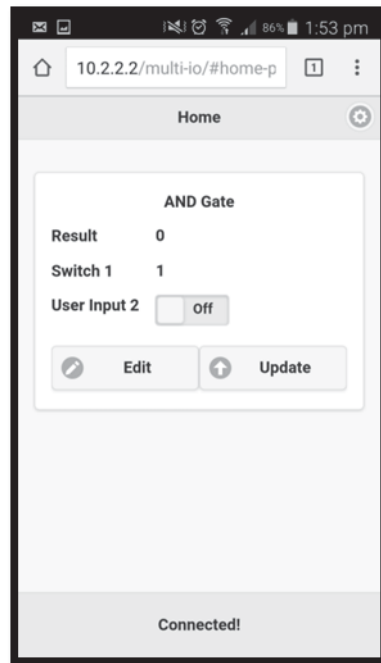 86% 1:53 pm
10.2.2.2/multi-io/#home-p 1
Home
AND Gate
Result 0
Switch 1 1
User Input 2 Off
Edit Update
Connected!